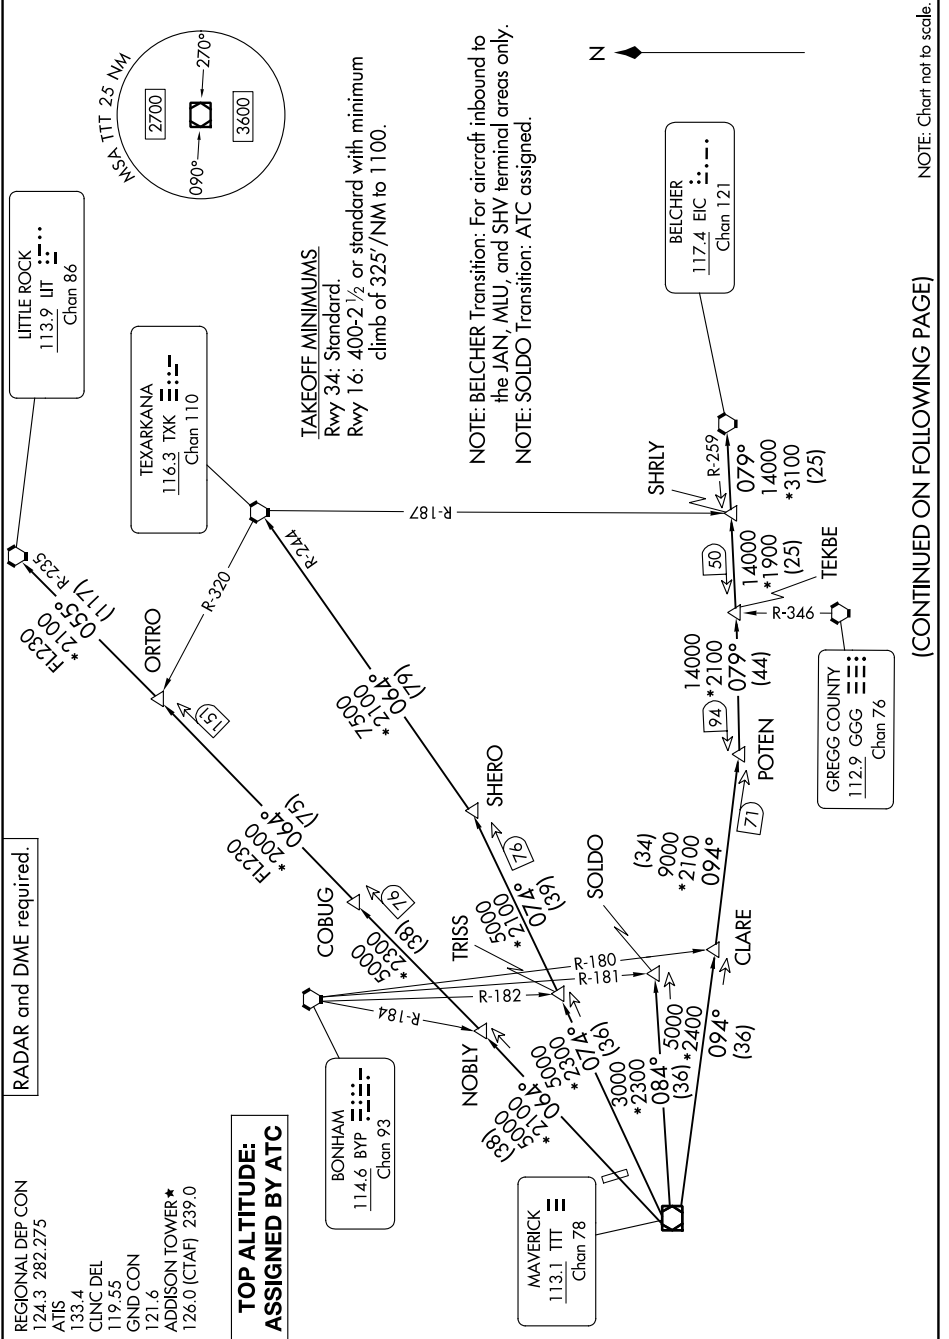 REGIONAL DEP CON
124.3 282.275
ATIS
133.4
CLNC DEL
119.55
GND CON
121.6
ADDISON TOWER★
126.0 (CTAF) 239.0
RADAR and DME required.
TOP ALTITUDE:
ASSIGNED BY ATC
LITTLE ROCK
113.9 LIT
Chan 86
MSA TTT 25 NM
2700
3600
090°
270°
TEXARKANA
116.3 TXK
Chan 110
TAKEOFF MINIMUMS
Rwy 34: Standard.
Rwy 16: 400-2 ½ or standard with minimum
climb of 325'/NM to 1100.
NOTE: BELCHER Transition: For aircraft inbound to
the JAN, MLU, and SHV terminal areas only.
NOTE: SOLDO Transition: ATC assigned.
N
BONHAM
114.6 BYP
Chan 93
MAVERICK
113.1 TTT
Chan 78
BELCHER
117.4 EIC
Chan 121
GREGG COUNTY
112.9 GGG
Chan 76
R-235
FL230
*2100
055°
(117)
ORTRO
R-320
151
FL230
*2000
064°
(75)
COBUG
76
5000
*2300
(38)
NOBLY
R-184
5000
*2100
064°
(38)
R-244
7500
*2100
064°
(79)
SHERO
76
5000
*2100
074°
(39)
TRISS
R-182
5000
*2300
074°
(36)
SOLDO
R-181
3000
*2300
084°
(36)
R-180
CLARE
5000
*2400
094°
(36)
(34)
9000
*2100
094°
71
POTEN
94
14000
*2100
079°
(44)
TEKBE
R-346
50
14000
*1900
(25)
SHRLY
R-187
R-259
079°
14000
*3100
(25)
(CONTINUED ON FOLLOWING PAGE)
NOTE: Chart not to scale.